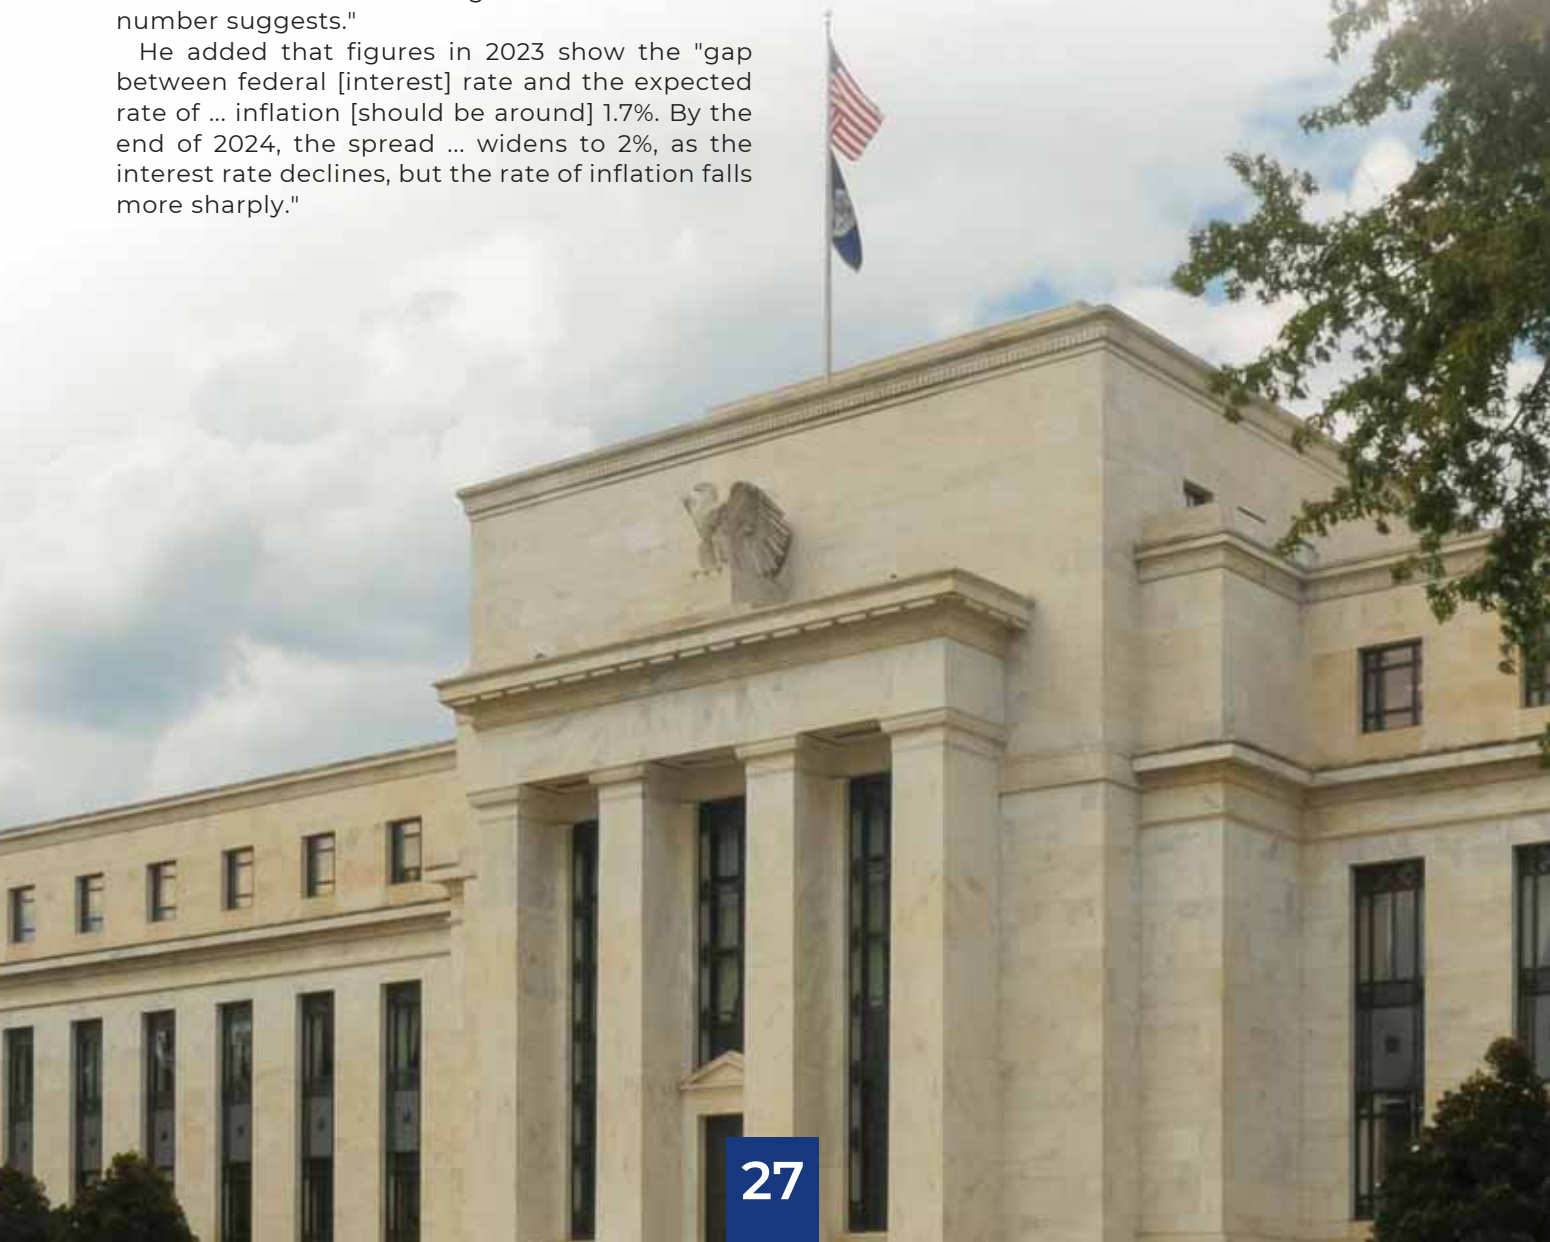 number suggests."
He added that figures in 2023 show the "gap
between federal [interest] rate and the expected
rate of ... inflation [should be around] 1.7%. By the
end of 2024, the spread ... widens to 2%, as the
interest rate declines, but the rate of inflation falls
more sharply."
27